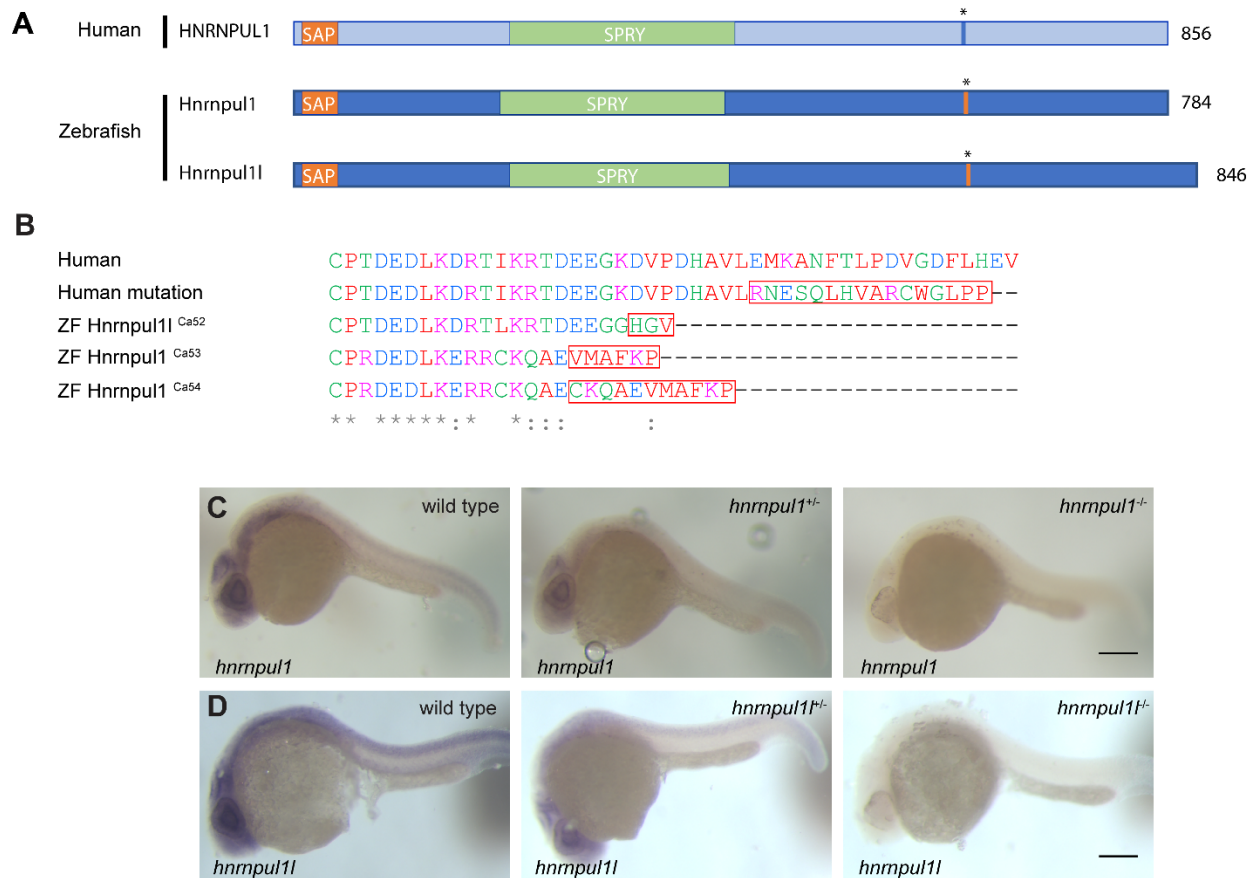 A
Human
HNRNPUL1
SAP
SPRY
*
856
Zebrafish
Hnrnpul1
SAP
SPRY
*
784
Hnrnpul1l
SAP
SPRY
*
846
B
Human CPTDEDLKDRTIKRTDEEGKDVPDHAVLEMKANFTLPDVGDFLHEV
Human mutation CPTDEDLKDRTIKRTDEEGKDVPDHAVLRNESQLHVARCWGLPP--
ZF Hnrnpul1l Ca52 CPTDEDLKDRTLKRTDEEGGHGV-----------------------
ZF Hnrnpul1 Ca53 CPRDEDLKERRCKQAEVMAFKP------------------------
ZF Hnrnpul1 Ca54 CPRDEDLKERRCKQAECKQAEVMAFKP-------------------
** *****:* *::: :
C
wild type
hnrnpul1
hnrnpul1+/-
hnrnpul1
hnrnpul1-/-
hnrnpul1
D
wild type
hnrnpul1l
hnrnpul1l+/-
hnrnpul1l
hnrnpul1l-/-
hnrnpul1l